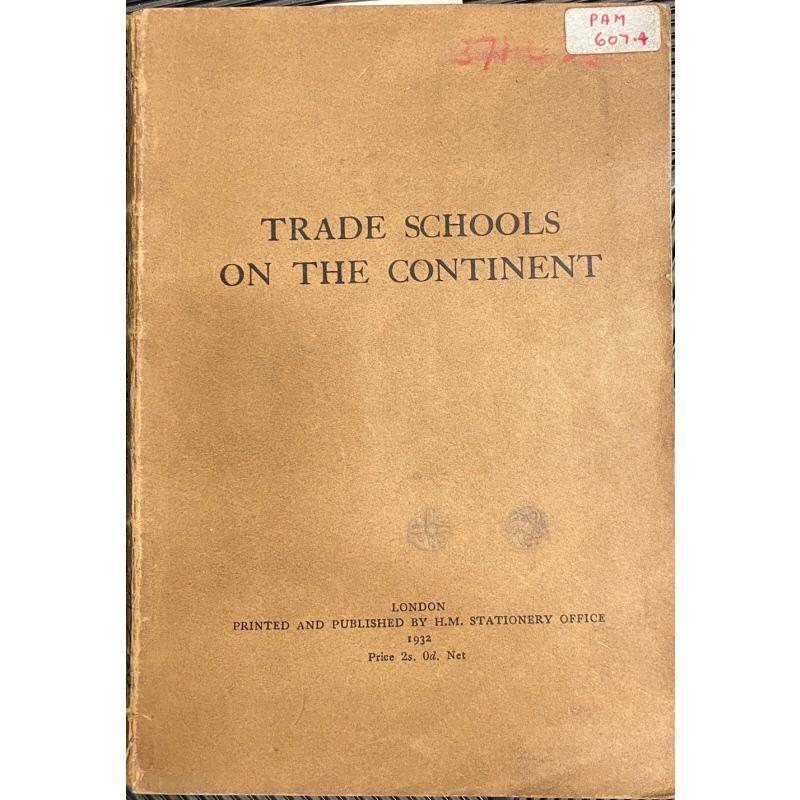 PAM
607.4
TRADE SCHOOLS
ON THE CONTINENT
LONDON
PRINTED AND PUBLISHED BY H.M. STATIONERY OFFICE
1932
Price 2s. 0d. Net